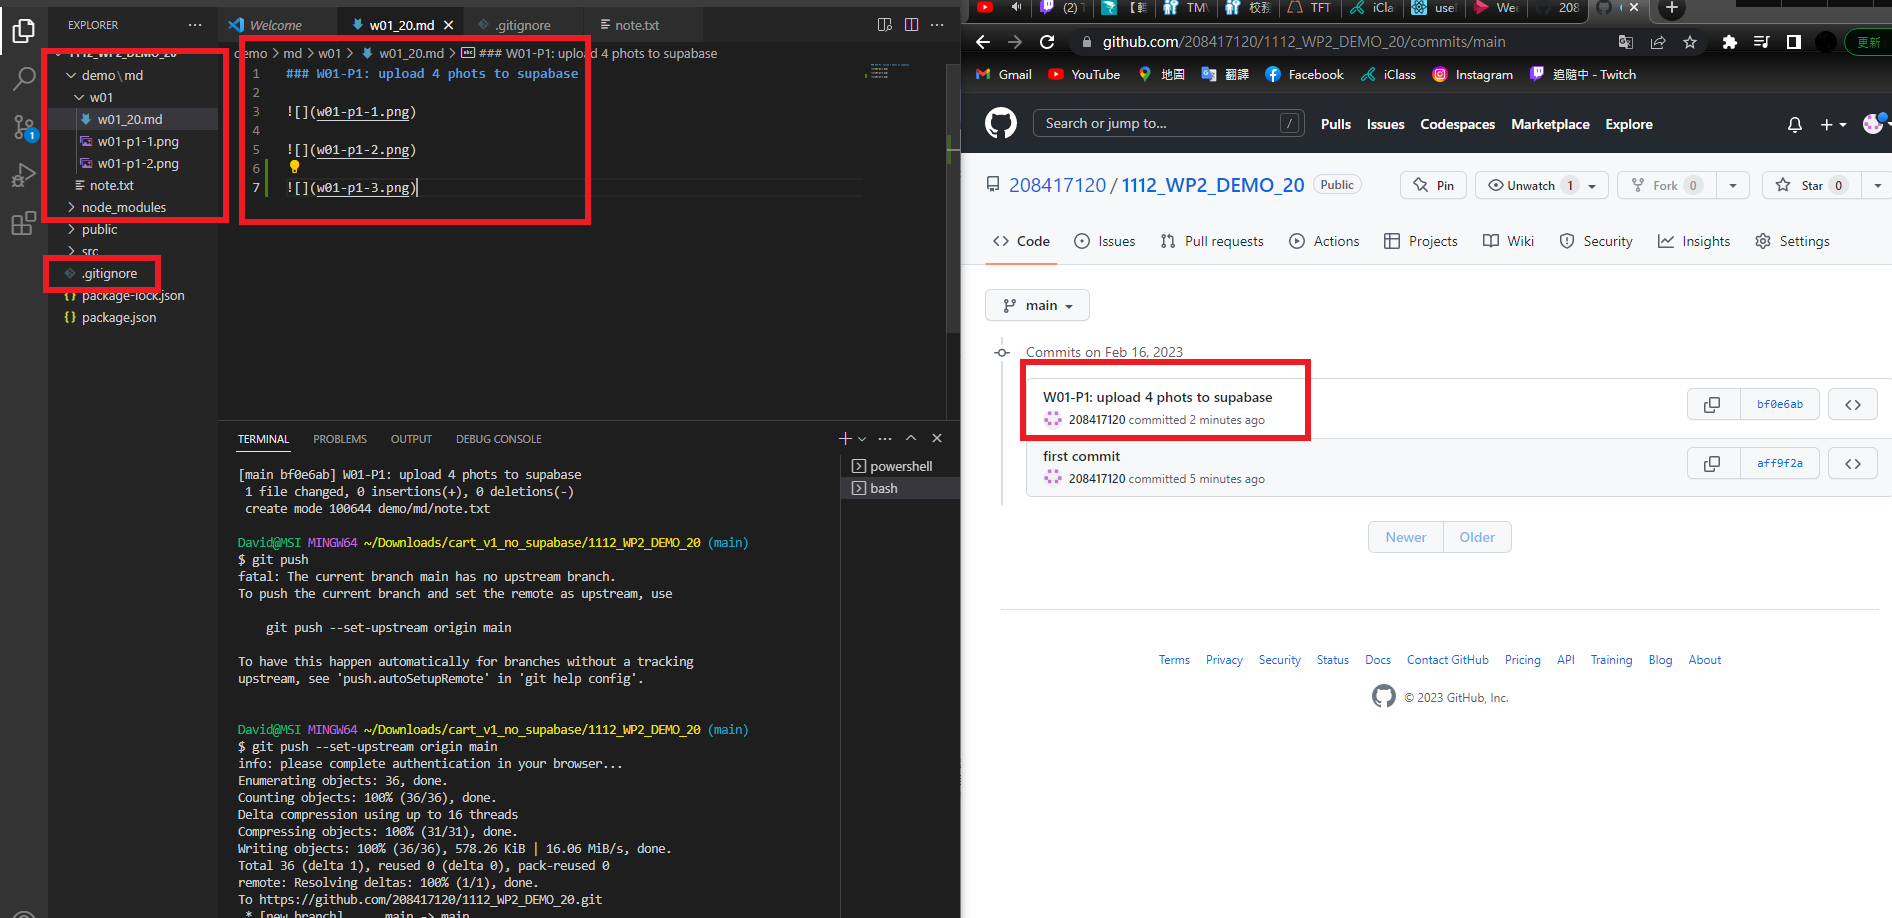 EXPLORER
1112_WP2_DEMO_20
demo\md
w01
w01_20.md
w01-p1-1.png
w01-p1-2.png
note.txt
node_modules
public
src
.gitignore
package-lock.json
package.json
1
Welcome
w01_20.md
.gitignore
note.txt
demo > md > w01 > w01_20.md > ### W01-P1: upload 4 phots to supabase
1 ### W01-P1: upload 4 phots to supabase
2
3 ![](w01-p1-1.png)
4
5 ![](w01-p1-2.png)
6
7 ![](w01-p1-3.png)
TERMINAL PROBLEMS OUTPUT DEBUG CONSOLE
powershell
bash
[main bf0e6ab] W01-P1: upload 4 phots to supabase
1 file changed, 0 insertions(+), 0 deletions(-)
create mode 100644 demo/md/note.txt
David@MSI MINGW64 ~/Downloads/cart_v1_no_supabase/1112_WP2_DEMO_20 (main)
$ git push
fatal: The current branch main has no upstream branch.
To push the current branch and set the remote as upstream, use
git push --set-upstream origin main
To have this happen automatically for branches without a tracking
upstream, see 'push.autoSetupRemote' in 'git help config'.
David@MSI MINGW64 ~/Downloads/cart_v1_no_supabase/1112_WP2_DEMO_20 (main)
$ git push --set-upstream origin main
info: please complete authentication in your browser...
Enumerating objects: 36, done.
Counting objects: 100% (36/36), done.
Delta compression using up to 16 threads
Compressing objects: 100% (31/31), done.
Writing objects: 100% (36/36), 578.26 KiB | 16.06 MiB/s, done.
Total 36 (delta 1), reused 0 (delta 0), pack-reused 0
remote: Resolving deltas: 100% (1/1), done.
To https://github.com/208417120/1112_WP2_DEMO_20.git
* [new branch] main -> main
(2) TMV 校務 TFT iCla usef Wee 208
github.com/208417120/1112_WP2_DEMO_20/commits/main
更新
Gmail YouTube 地圖 翻譯 Facebook iClass Instagram 追隨中 - Twitch
Search or jump to... /
Pulls Issues Codespaces Marketplace Explore
208417120 / 1112_WP2_DEMO_20 Public
Pin Unwatch 1 Fork 0 Star 0
Code Issues Pull requests Actions Projects Wiki Security Insights Settings
main
Commits on Feb 16, 2023
W01-P1: upload 4 phots to supabase
208417120 committed 2 minutes ago
bf0e6ab
first commit
208417120 committed 5 minutes ago
aff9f2a
Newer Older
Terms Privacy Security Status Docs Contact GitHub Pricing API Training Blog About
© 2023 GitHub, Inc.